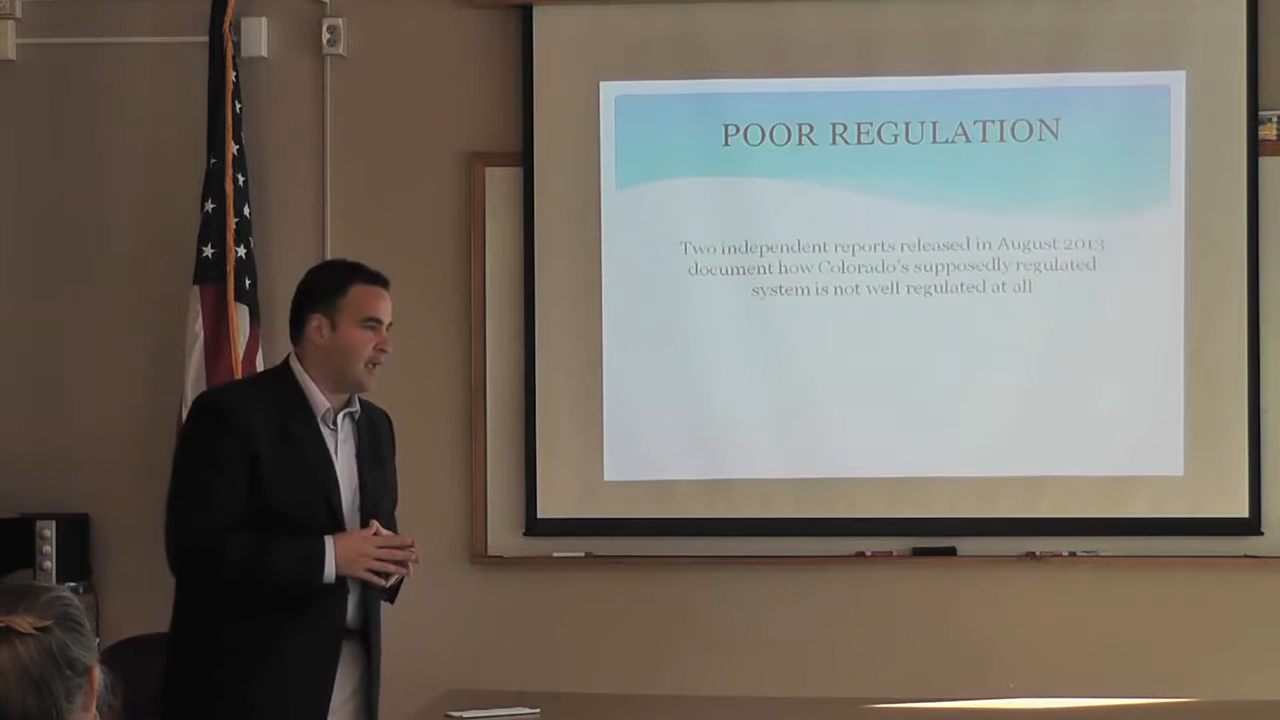 POOR REGULATION
Two independent reports released in August 2013
document how Colorado's supposedly regulated
system is not well regulated at all